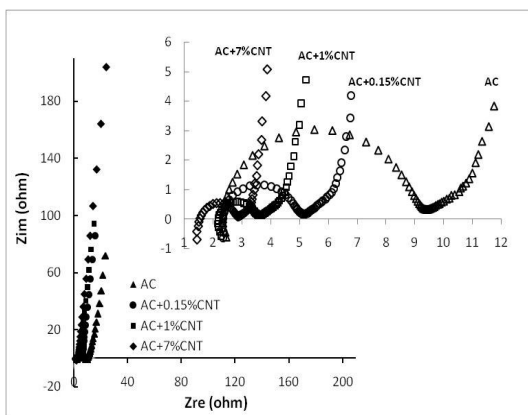 6
5
4
3
2
1
0
-1
AC+7%CNT
AC+1%CNT
AC+0.15%CNT
AC
1 2 3 4 5 6 7 8 9 10 11 12
180
140
100
60
20
-20
Zim (ohm)
AC
AC+0.15%CNT
AC+1%CNT
AC+7%CNT
0 40 80 120 160 200
Zre (ohm)